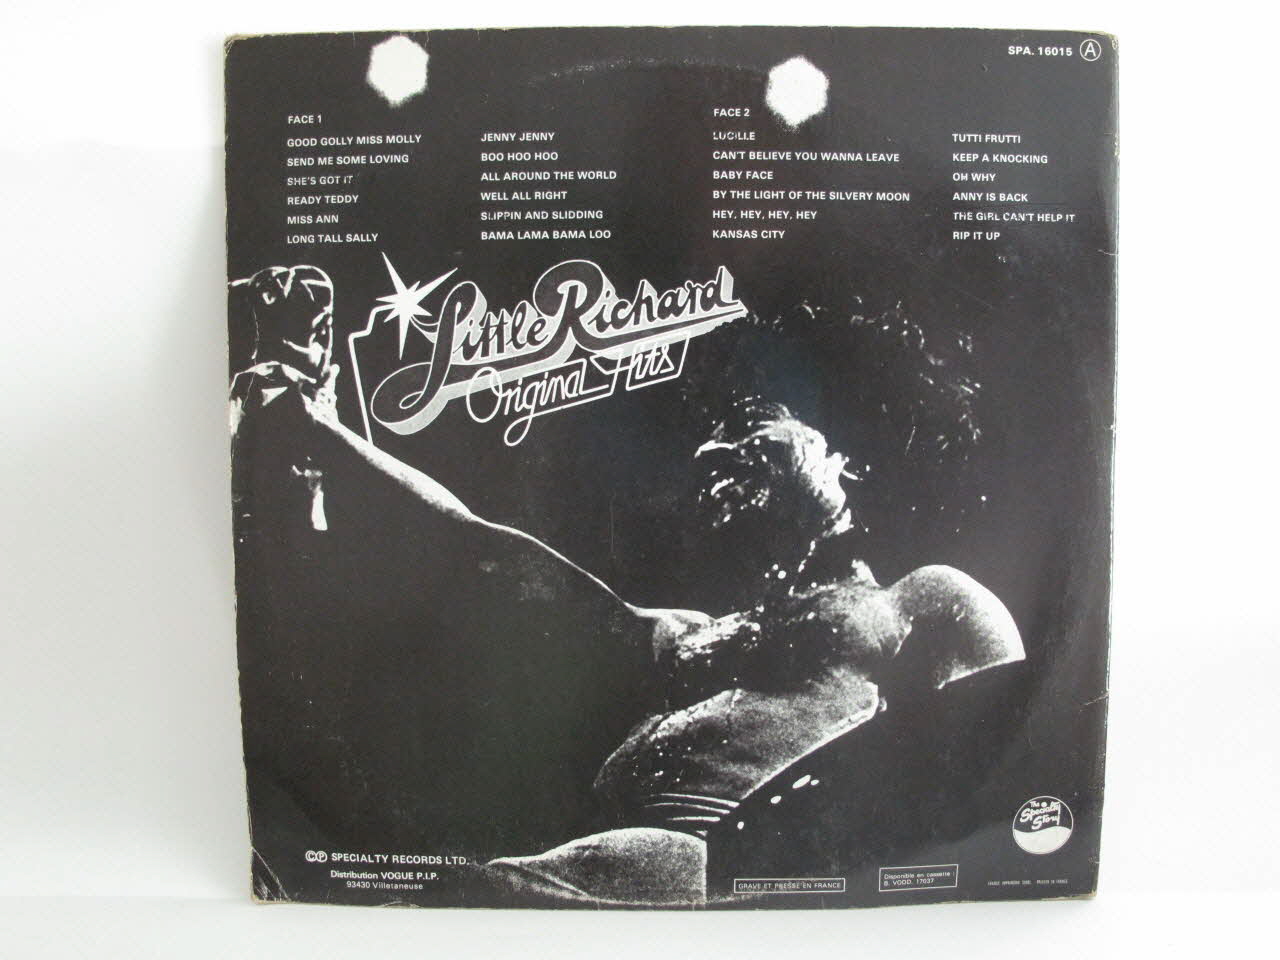 SPA. 16015 A
FACE 1
GOOD GOLLY MISS MOLLY
SEND ME SOME LOVING
SHE'S GOT IT
READY TEDDY
MISS ANN
LONG TALL SALLY
JENNY JENNY
BOO HOO HOO
ALL AROUND THE WORLD
WELL ALL RIGHT
SLIPPIN AND SLIDDING
BAMA LAMA BAMA LOO
FACE 2
LUCILLE
CAN'T BELIEVE YOU WANNA LEAVE
BABY FACE
BY THE LIGHT OF THE SILVERY MOON
HEY, HEY, HEY, HEY
KANSAS CITY
TUTTI FRUTTI
KEEP A KNOCKING
OH WHY
ANNY IS BACK
THE GIRL CAN'T HELP IT
RIP IT UP
Little Richard
Original Hits
The
Specialty
Story
©℗ SPECIALTY RECORDS LTD.
Distribution VOGUE P.I.P.
93430 Villetaneuse
GRAVE ET PRESSE EN FRANCE
Disponible en cassette :
B. VODD. 17037